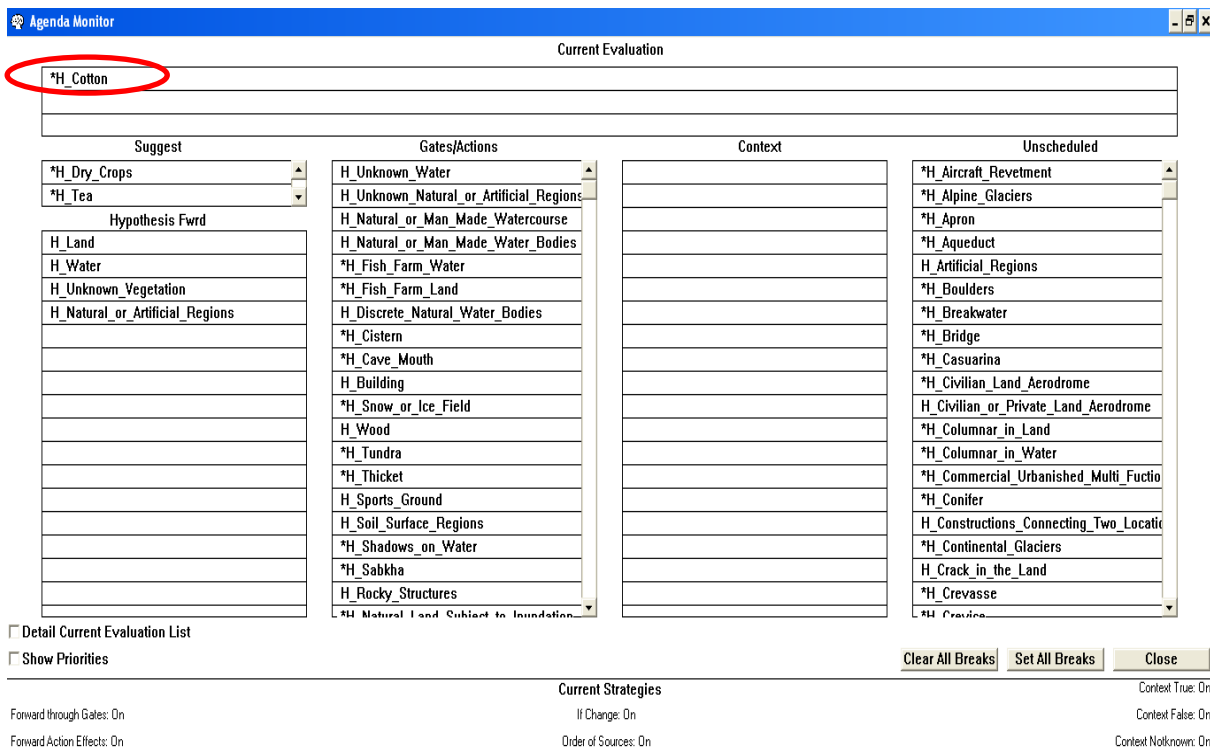 Agenda Monitor
Current Evaluation
*H_Cotton
Suggest
*H_Dry_Crops
*H_Tea
Hypothesis Fwrd
H_Land
H_Water
H_Unknown_Vegetation
H_Natural_or_Artificial_Regions
Gates/Actions
H_Unknown_Water
H_Unknown_Natural_or_Artificial_Regions
H_Natural_or_Man_Made_Watercourse
H_Natural_or_Man_Made_Water_Bodies
*H_Fish_Farm_Water
*H_Fish_Farm_Land
H_Discrete_Natural_Water_Bodies
*H_Cistern
*H_Cave_Mouth
H_Building
*H_Snow_or_Ice_Field
H_Wood
*H_Tundra
*H_Thicket
H_Sports_Ground
H_Soil_Surface_Regions
*H_Shadows_on_Water
*H_Sabkha
H_Rocky_Structures
*H_Natural_Land_Subject_to_Inundation
Context
Unscheduled
*H_Aircraft_Revetment
*H_Alpine_Glaciers
*H_Apron
*H_Aqueduct
H_Artificial_Regions
*H_Boulders
*H_Breakwater
*H_Bridge
*H_Casuarina
*H_Civilian_Land_Aerodrome
H_Civilian_or_Private_Land_Aerodrome
*H_Columnar_in_Land
*H_Columnar_in_Water
*H_Commercial_Urbanished_Multi_Fuctio
*H_Conifer
H_Constructions_Connecting_Two_Locatio
*H_Continental_Glaciers
H_Crack_in_the_Land
*H_Crevasse
*H_Crevice
Detail Current Evaluation List
Show Priorities
Clear All Breaks Set All Breaks Close
Current Strategies
Context True: On
Forward through Gates: On If Change: On Context False: On
Forward Action Effects: On Order of Sources: On Context Notknown: On